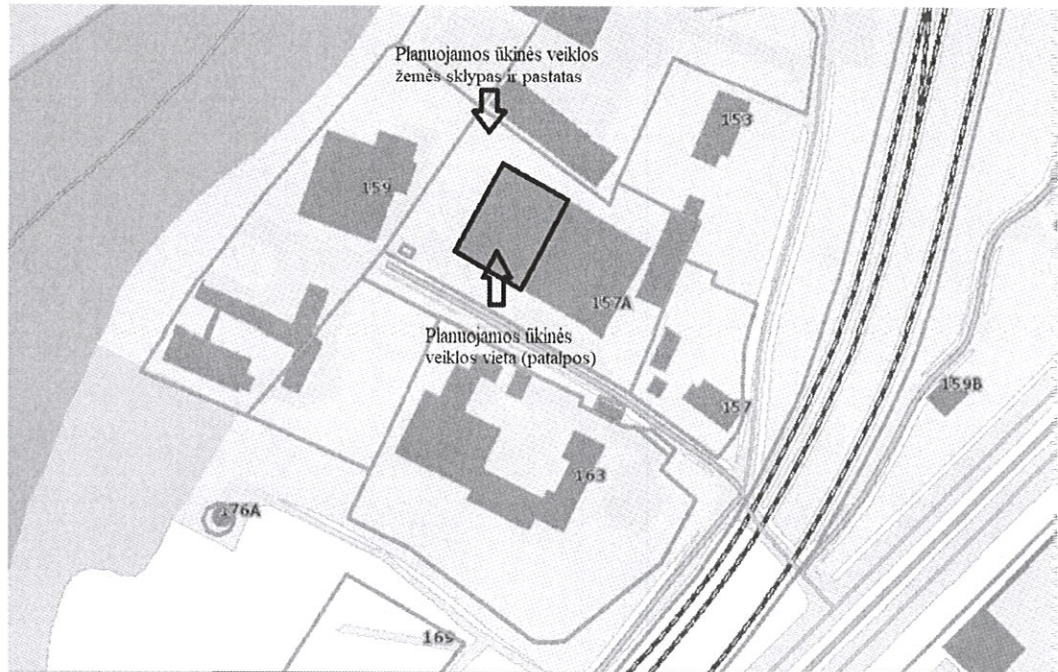 Planuojamos ūkinės veiklos
žemės sklypas ir pastatas
153
159
157A
Planuojamos ūkinės
veiklos vieta (patalpos)
159B
157
163
176A
169